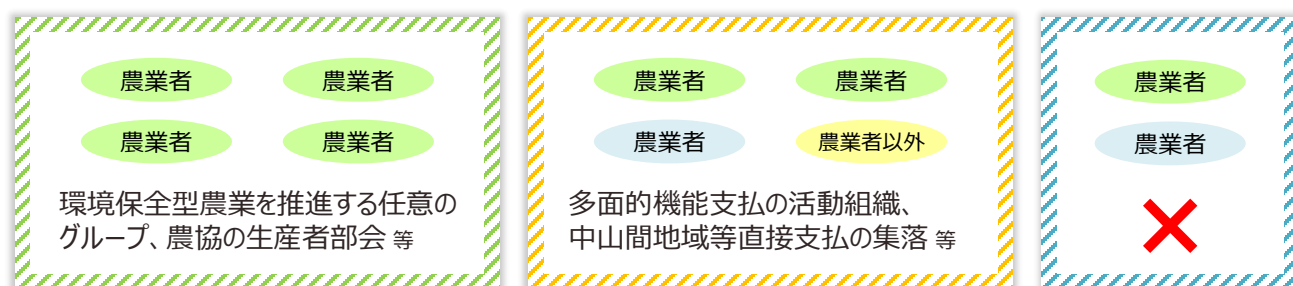 農業者 農業者
農業者 農業者
環境保全型農業を推進する任意の
グループ、農協の生産者部会 等
農業者 農業者
農業者 農業者以外
多面的機能支払の活動組織、
中山間地域等直接支払の集落 等
農業者
農業者